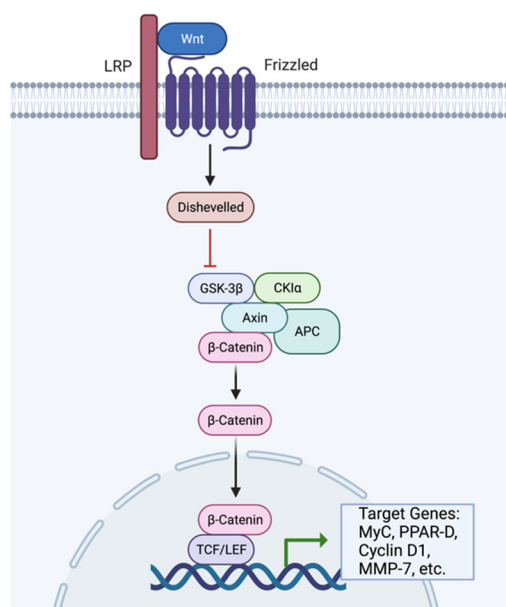 Wnt
LRP
Frizzled
Dishevelled
GSK-3β
CKIα
Axin
APC
β-Catenin
β-Catenin
β-Catenin
TCF/LEF
Target Genes:
MyC, PPAR-D,
Cyclin D1,
MMP-7, etc.